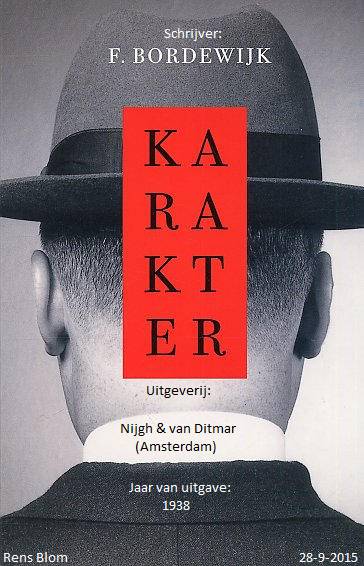 Schrijver:
F. BORDEWIJK
KA
RA
KT
ER
Uitgeverij:
Nijgh & van Ditmar
(Amsterdam)
Jaar van uitgave:
1938
Rens Blom
28-9-2015